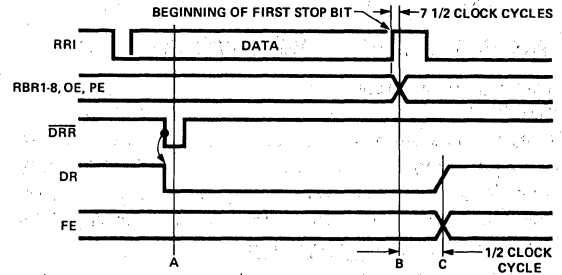 BEGINNING OF FIRST STOP BIT
7 1/2 CLOCK CYCLES
RRI
DATA
RBR1-8, OE, PE
DRR
DR
FE
A
B
C
1/2 CLOCK
CYCLE